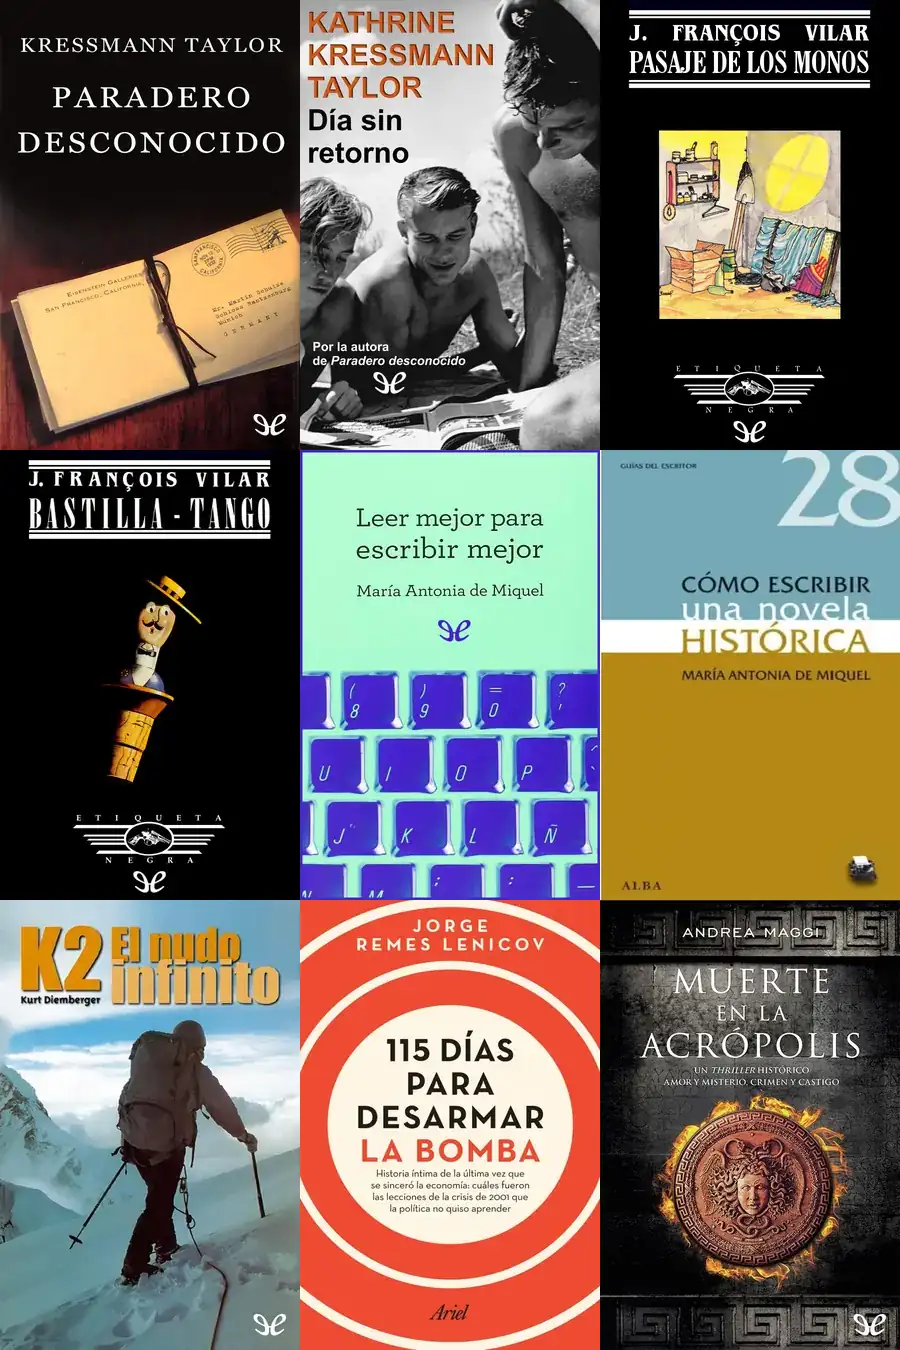 KRESSMANN TAYLOR
PARADERO
DESCONOCIDO
EISENSTEIN GALLERIES
SAN FRANCISCO, CALIFORNIA,
Mr. Martin Schulse
Schloss Rantzenburg
Munich
GERMANY
KATHRINE
KRESSMANN
TAYLOR
Día sin
retorno
Por la autora
de Paradero desconocido
J. FRANÇOIS VILAR
PASAJE DE LOS MONOS
ETIQUETA
NEGRA
J. FRANÇOIS VILAR
BASTILLA - TANGO
ETIQUETA
NEGRA
Leer mejor para
escribir mejor
María Antonia de Miquel
( ) = ?
8 9 0 '
U I O P
J K L Ñ
N M , ; . : —
GUÍAS DEL ESCRITOR
28
CÓMO ESCRIBIR
una novela
HISTÓRICA
MARÍA ANTONIA DE MIQUEL
ALBA
K2 El nudo
infinito
Kurt Diemberger
JORGE
REMES LENICOV
115 DÍAS
PARA
DESARMAR
LA BOMBA
Historia íntima de la última vez que
se sinceró la economía: cuáles fueron
las lecciones de la crisis de 2001 que
la política no quiso aprender
Ariel
ANDREA MAGGI
MUERTE
EN LA
ACRÓPOLIS
UN THRILLER HISTÓRICO
AMOR Y MISTERIO, CRIMEN Y CASTIGO